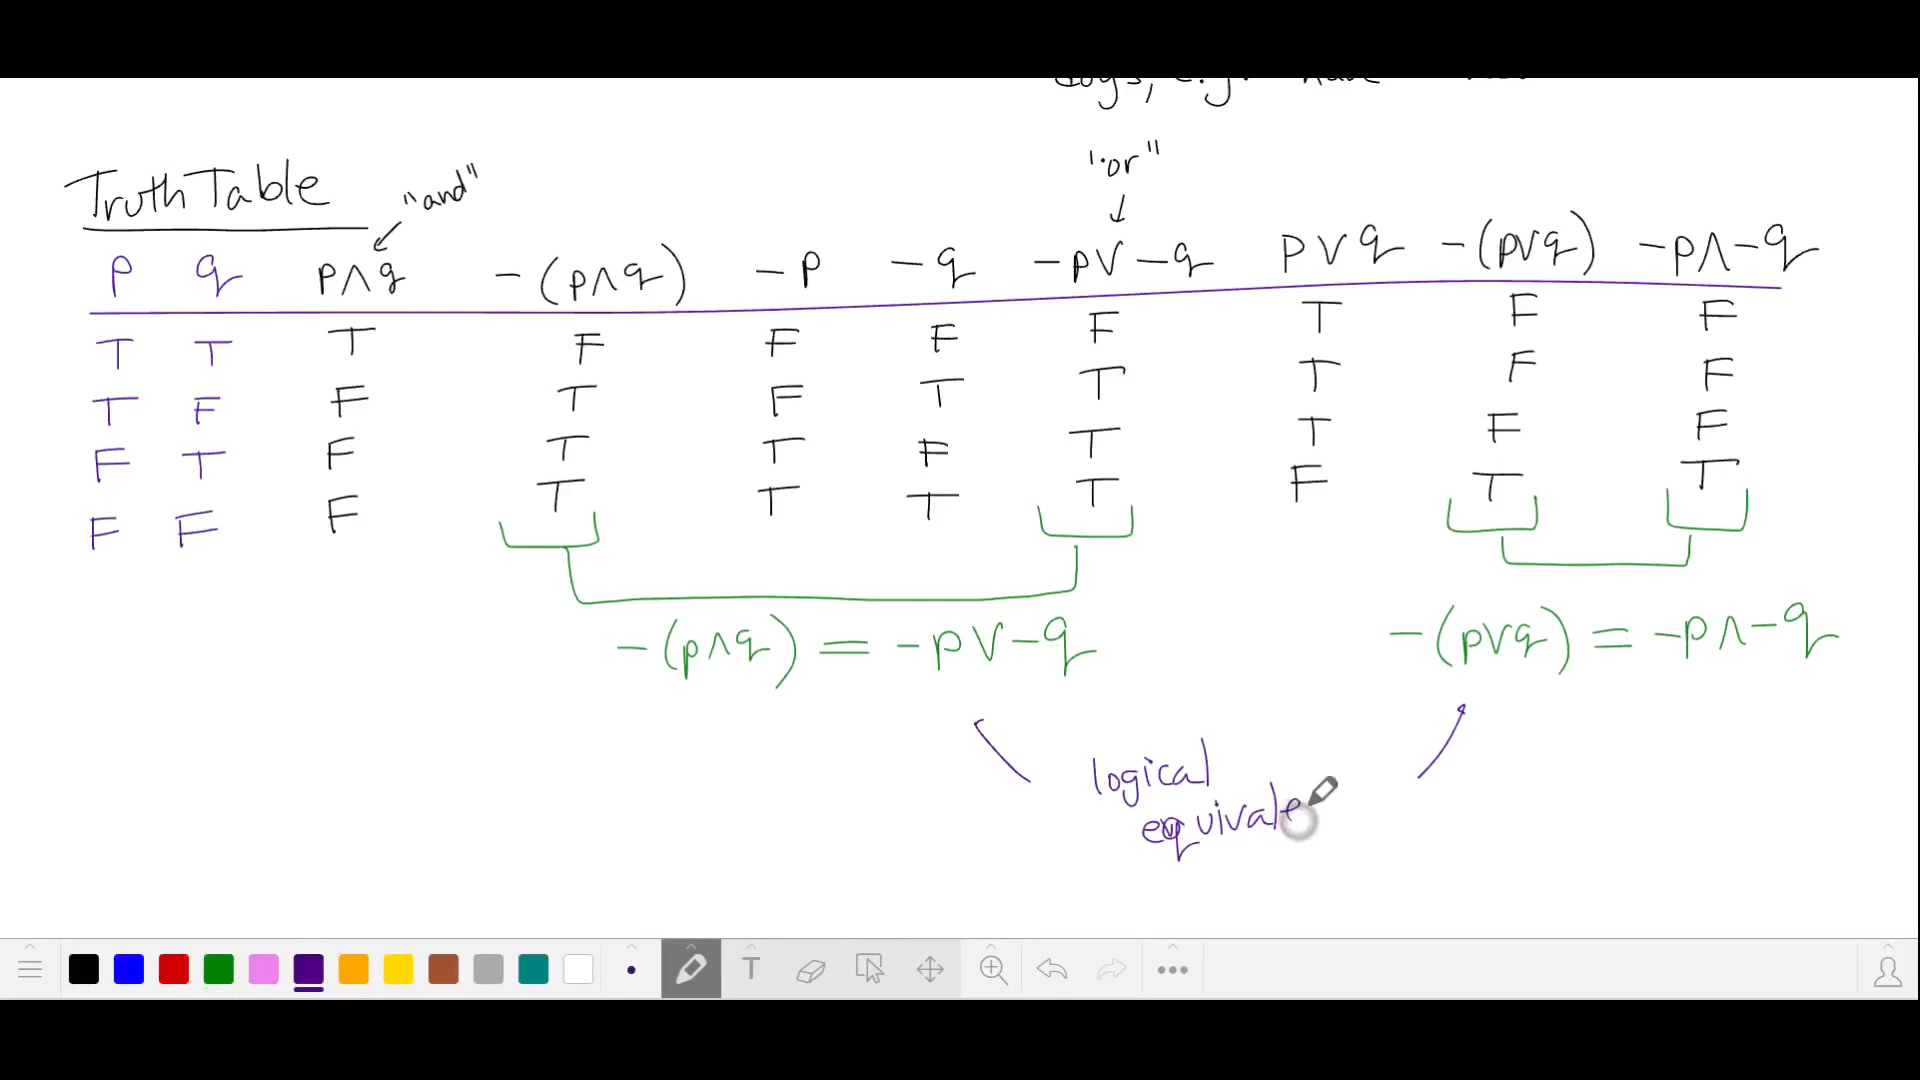 "or"
Truth Table "and"
p q p∧q -(p∧q) -p -q -p∨-q p∨q -(p∨q) -p∧-q
T T T F F F F T F F
T F F T F T T T F F
F T F T T F T T F F
F F F T T T T F T T
-(p∧q) = -p∨-q -(p∨q) = -p∧-q
logical
equivale
T